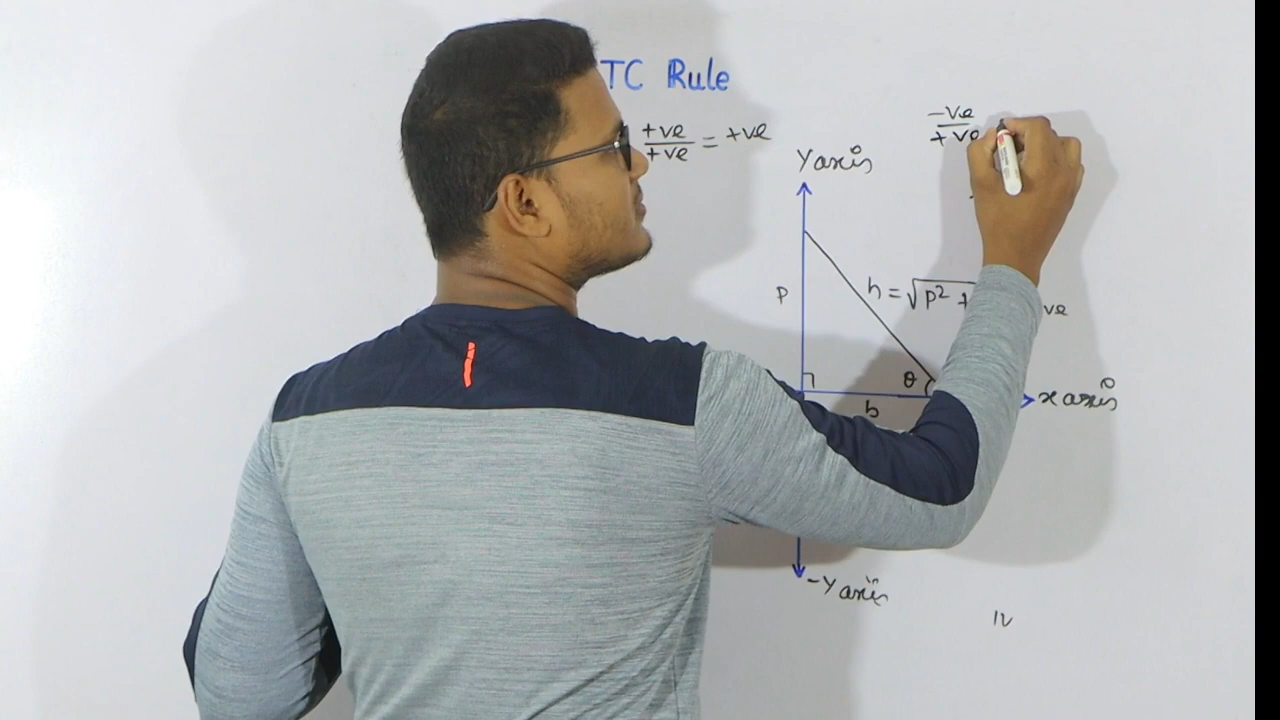 TC Rule
+ve/+ve = +ve
-ve/+ve
Y axis
P
h = √P² +
ve
θ
x axis
b
-Y axis
IV